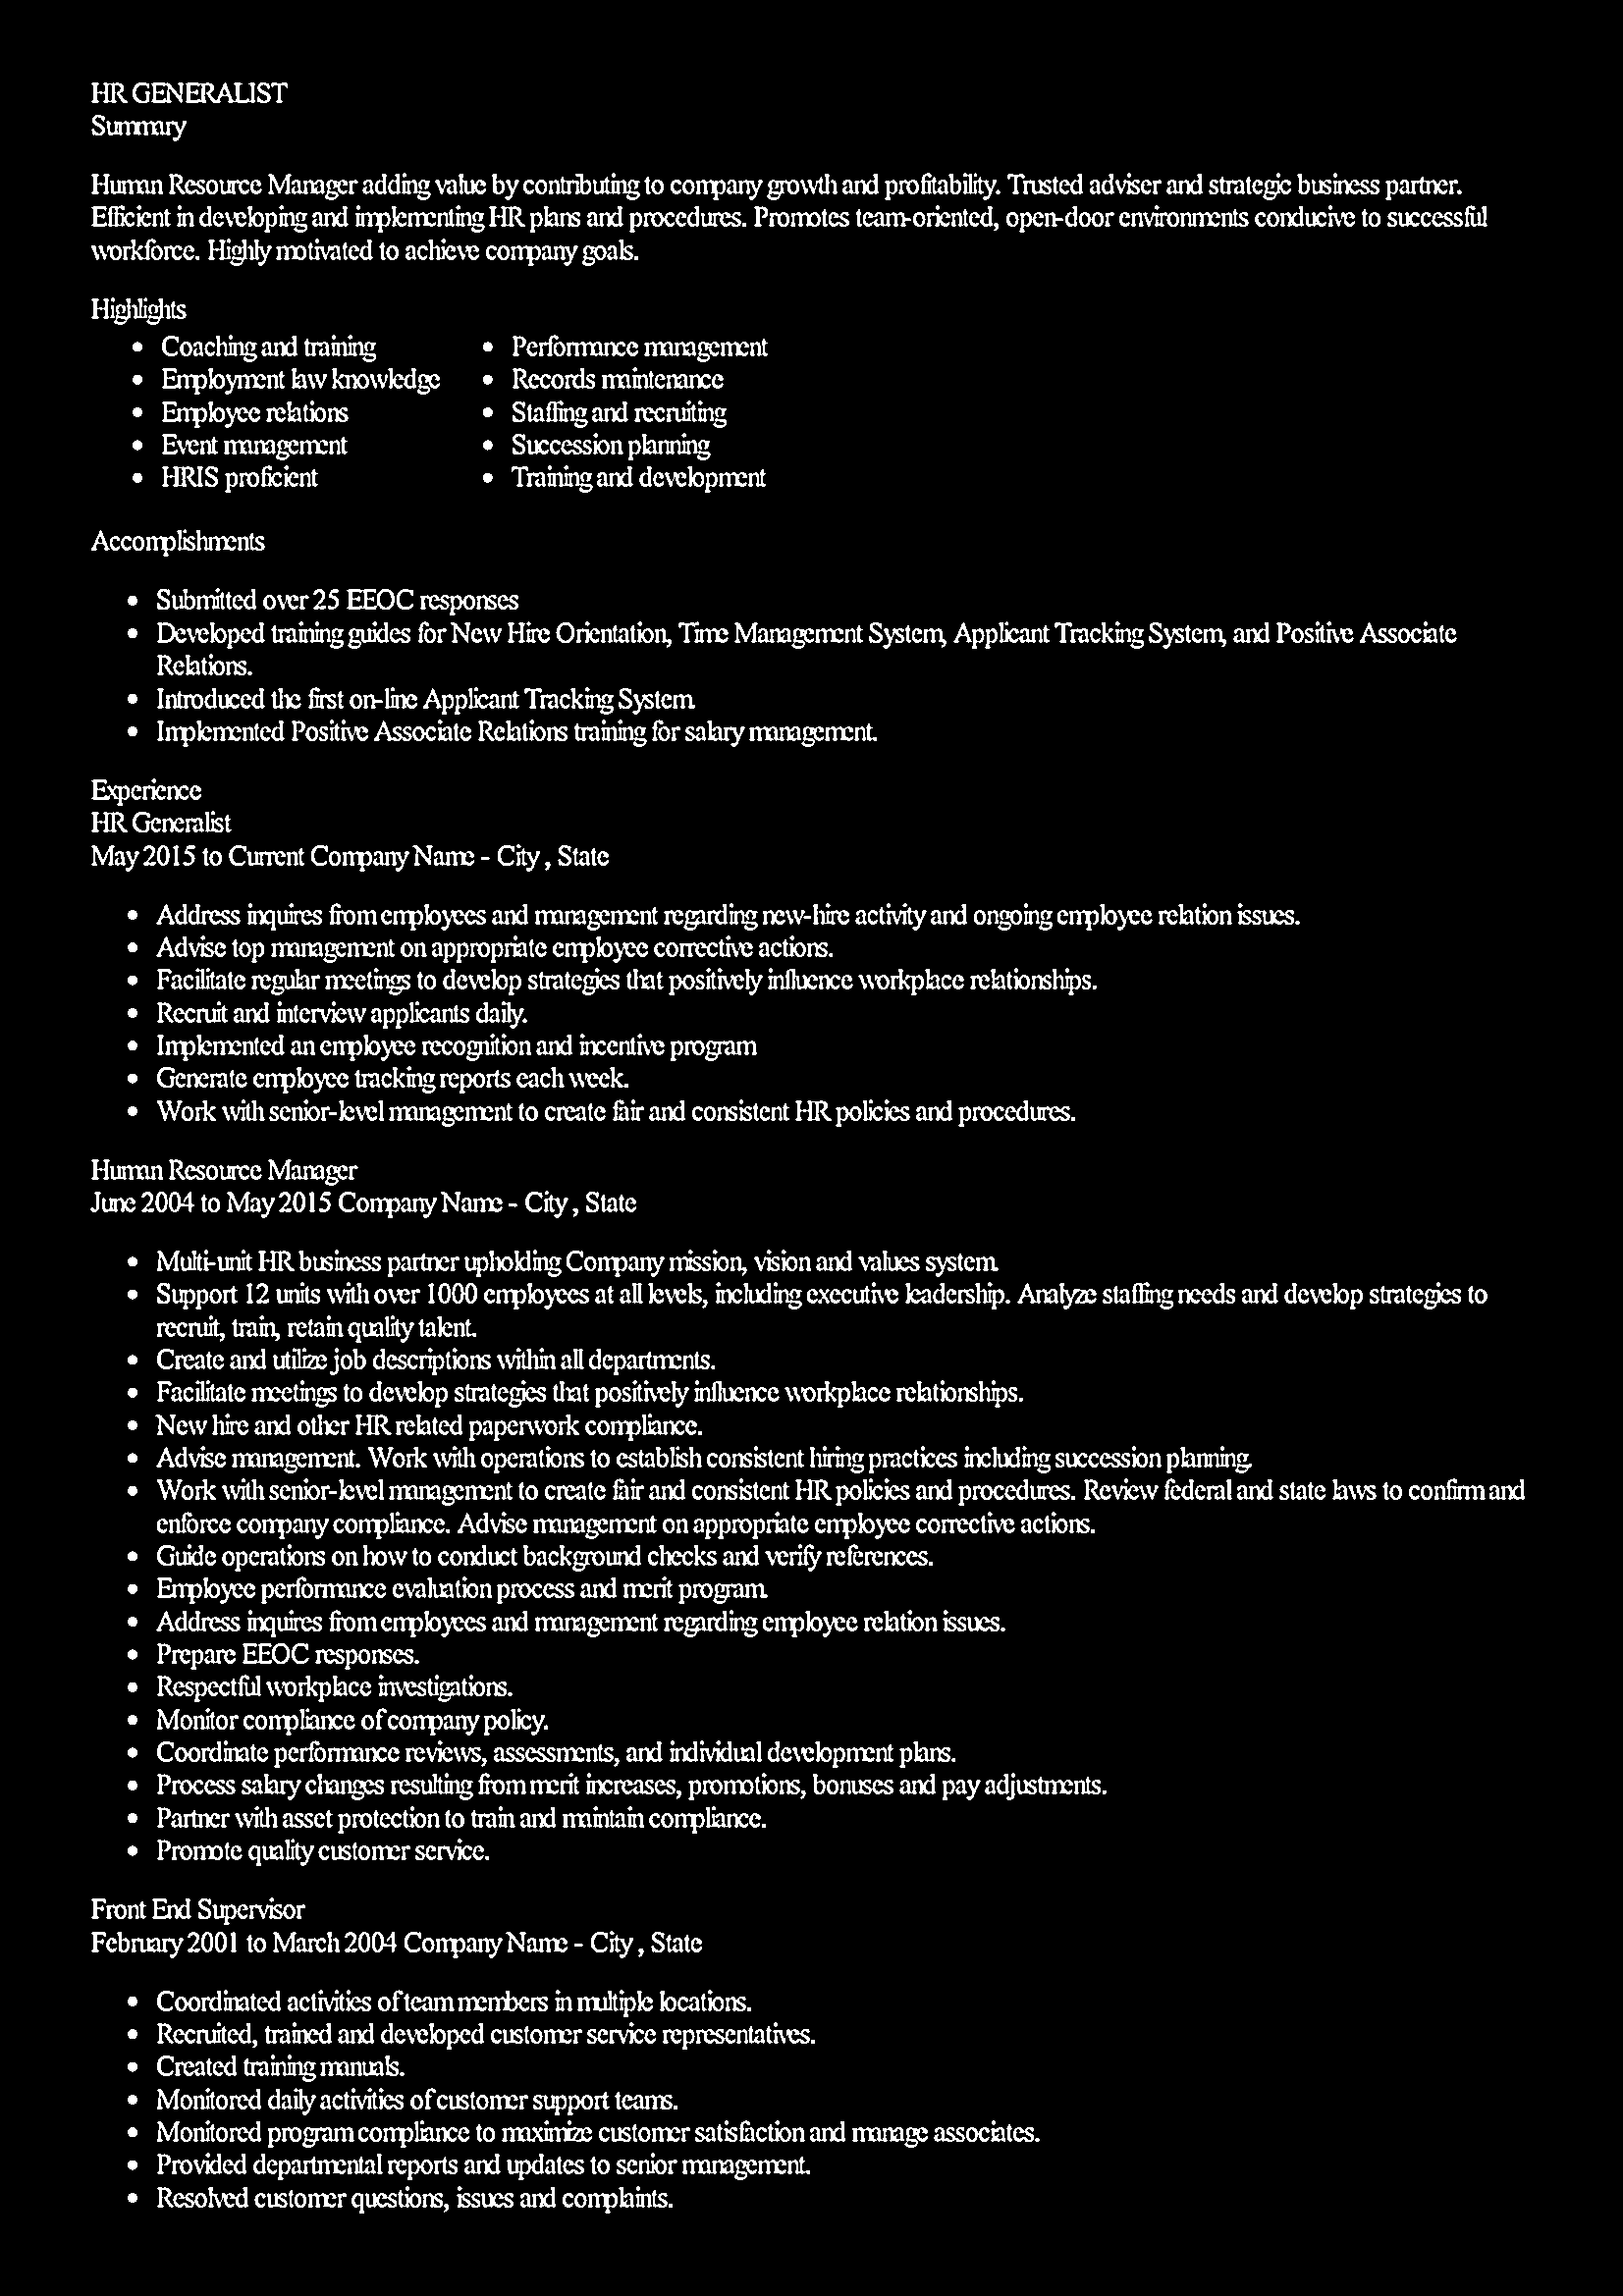 HR GENERALIST
Summary
Human Resource Manager adding value by contributing to company growth and profitability. Trusted adviser and strategic business partner.
Efficient in developing and implementing HR plans and procedures. Promotes team-oriented, open-door environments conducive to successful
workforce. Highly motivated to achieve company goals.
Highlights
• Coaching and training
• Employment law knowledge
• Employee relations
• Event management
• HRIS proficient
• Performance management
• Records maintenance
• Staffing and recruiting
• Succession planning
• Training and development
Accomplishments
• Submitted over 25 EEOC responses
• Developed training guides for New Hire Orientation, Time Management System, Applicant Tracking System, and Positive Associate
Relations.
• Introduced the first on-line Applicant Tracking System.
• Implemented Positive Associate Relations training for salary management.
Experience
HR Generalist
May 2015 to Current Company Name - City , State
• Address inquires from employees and management regarding new-hire activity and ongoing employee relation issues.
• Advise top management on appropriate employee corrective actions.
• Facilitate regular meetings to develop strategies that positively influence workplace relationships.
• Recruit and interview applicants daily.
• Implemented an employee recognition and incentive program
• Generate employee tracking reports each week.
• Work with senior-level management to create fair and consistent HR policies and procedures.
Human Resource Manager
June 2004 to May 2015 Company Name - City , State
• Multi-unit HR business partner upholding Company mission, vision and values system.
• Support 12 units with over 1000 employees at all levels, including executive leadership. Analyze staffing needs and develop strategies to
recruit, train, retain quality talent.
• Create and utilize job descriptions within all departments.
• Facilitate meetings to develop strategies that positively influence workplace relationships.
• New hire and other HR related paperwork compliance.
• Advise management. Work with operations to establish consistent hiring practices including succession planning.
• Work with senior-level management to create fair and consistent HR policies and procedures. Review federal and state laws to confirm and
enforce company compliance. Advise management on appropriate employee corrective actions.
• Guide operations on how to conduct background checks and verify references.
• Employee performance evaluation process and merit program.
• Address inquires from employees and management regarding employee relation issues.
• Prepare EEOC responses.
• Respectful workplace investigations.
• Monitor compliance of company policy.
• Coordinate performance reviews, assessments, and individual development plans.
• Process salary changes resulting from merit increases, promotions, bonuses and pay adjustments.
• Partner with asset protection to train and maintain compliance.
• Promote quality customer service.
Front End Supervisor
February 2001 to March 2004 Company Name - City , State
• Coordinated activities of team members in multiple locations.
• Recruited, trained and developed customer service representatives.
• Created training manuals.
• Monitored daily activities of customer support teams.
• Monitored program compliance to maximize customer satisfaction and manage associates.
• Provided departmental reports and updates to senior management.
• Resolved customer questions, issues and complaints.